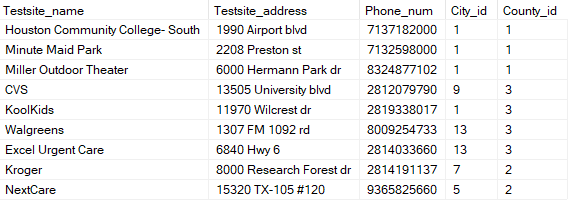 Testsite_name Testsite_address Phone_num City_id County_id
Houston Community College- South 1990 Airport blvd 7137182000 1 1
Minute Maid Park 2208 Preston st 7132598000 1 1
Miller Outdoor Theater 6000 Hermann Park dr 8324877102 1 1
CVS 13505 University blvd 2812079790 9 3
KoolKids 11970 Wilcrest dr 2819338017 1 3
Walgreens 1307 FM 1092 rd 8009254733 13 3
Excel Urgent Care 6840 Hwy 6 2814033660 13 3
Kroger 8000 Research Forest dr 2814191137 7 2
NextCare 15320 TX-105 #120 9365825660 5 2